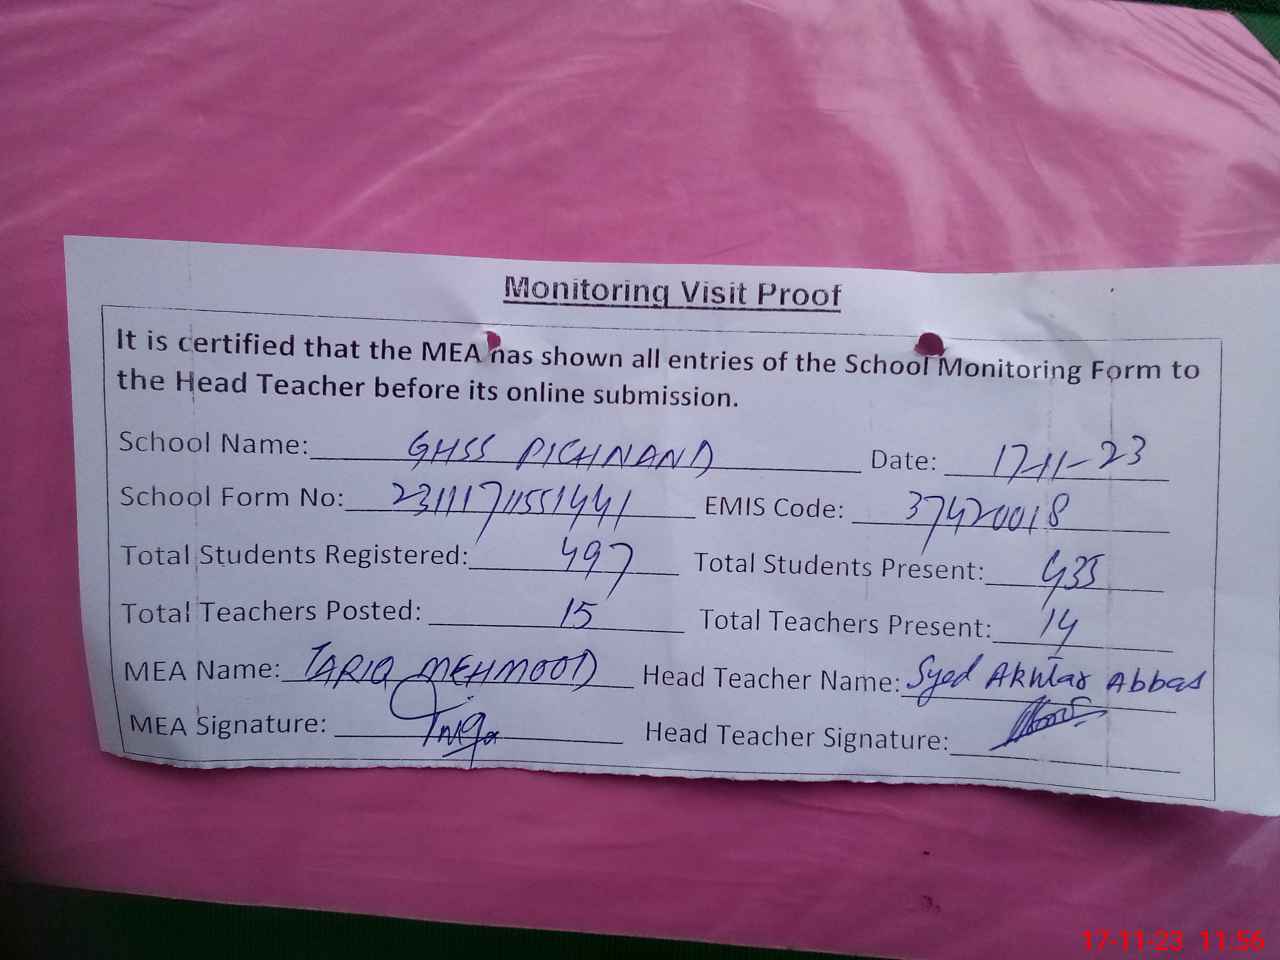 Monitoring Visit Proof
It is certified that the MEA has shown all entries of the School Monitoring Form to
the Head Teacher before its online submission.
School Name: GHSS PICHNAND Date: 17-11-23
School Form No: 23111711551441 EMIS Code: 37420018
Total Students Registered: 497 Total Students Present: 435
Total Teachers Posted: 15 Total Teachers Present: 14
MEA Name: TARIQ MEHMOOD Head Teacher Name: Syed Akhtar Abbas
MEA Signature: Head Teacher Signature:
17-11-23 11:56